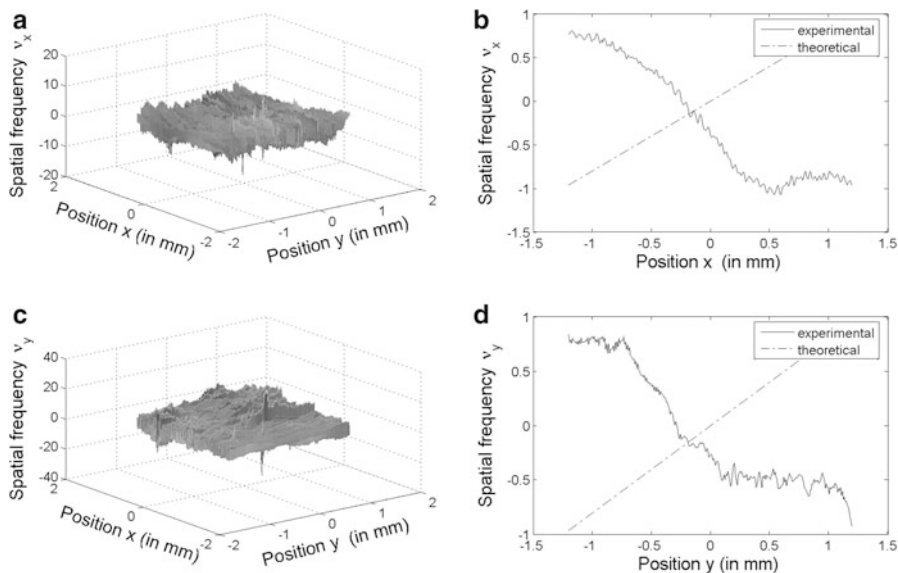 a
Spatial frequency νx
20
10
0
-10
-20
2
0
-2
Position x (in mm)
-2
-1
0
1
2
Position y (in mm)
b
Spatial frequency νx
1
0.5
0
-0.5
-1
-1.5
-1.5 -1 -0.5 0 0.5 1 1.5
Position x (in mm)
experimental
theoretical
c
Spatial frequency νy
40
20
0
-20
-40
2
0
-2
Position x (in mm)
-2
-1
0
1
2
Position y (in mm)
d
Spatial frequency νy
1
0.5
0
-0.5
-1
-1.5 -1 -0.5 0 0.5 1 1.5
Position y (in mm)
experimental
theoretical